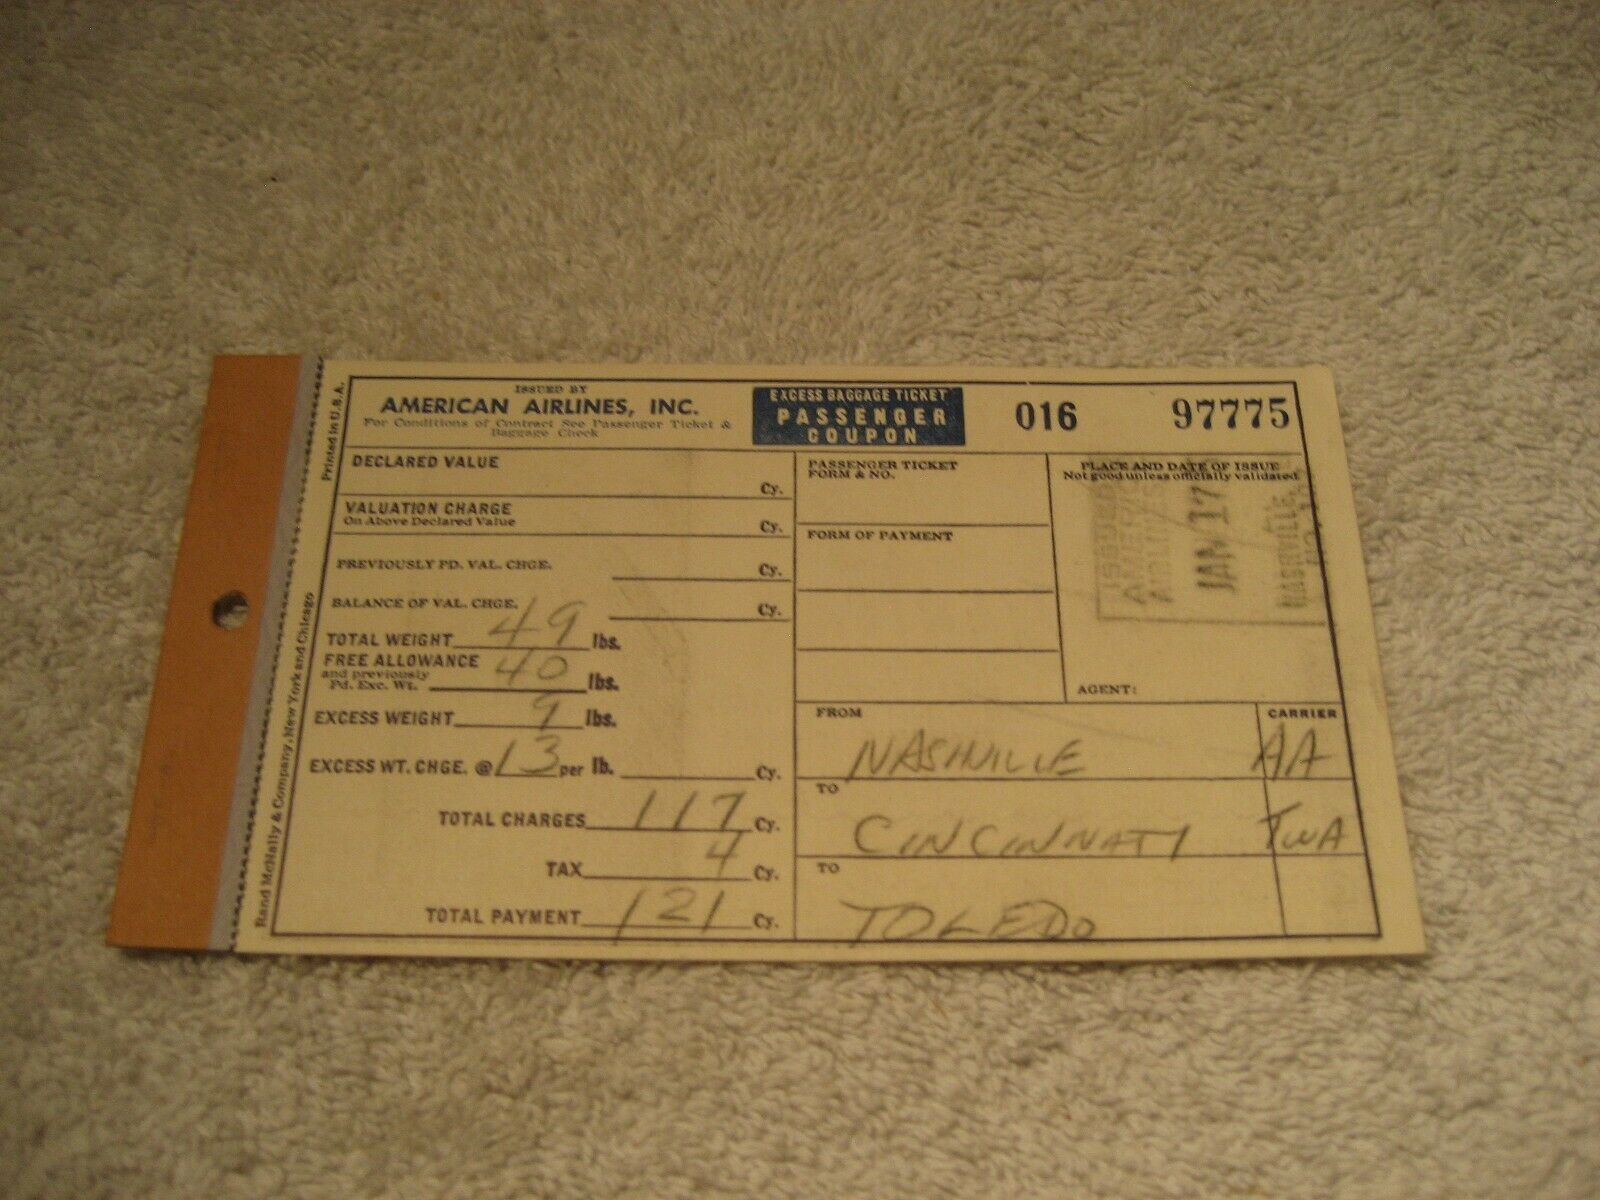 ISSUED BY
AMERICAN AIRLINES, INC.
For Conditions of Contract See Passenger Ticket &
Baggage Check
EXCESS BAGGAGE TICKET
PASSENGER
COUPON
016 97775
DECLARED VALUE
Cy.
VALUATION CHARGE
On Above Declared Value Cy.
PREVIOUSLY PD. VAL. CHGE. Cy.
BALANCE OF VAL. CHGE. Cy.
TOTAL WEIGHT 49 lbs.
FREE ALLOWANCE 40
and previously
Pd. Exc. Wt. lbs.
EXCESS WEIGHT 9 lbs.
EXCESS WT. CHGE. @ 13 per lb. Cy.
TOTAL CHARGES 117 Cy.
TAX 4 Cy.
TOTAL PAYMENT 121 Cy.
PASSENGER TICKET
FORM & NO.
FORM OF PAYMENT
PLACE AND DATE OF ISSUE
Not good unless officially validated
JAN 17
NASHVILLE,
AGENT:
FROM CARRIER
NASHVILLE AA
TO
CINCINNATI TWA
TO
TOLEDO
Printed in U.S.A.
Rand McNally & Company, New York and Chicago